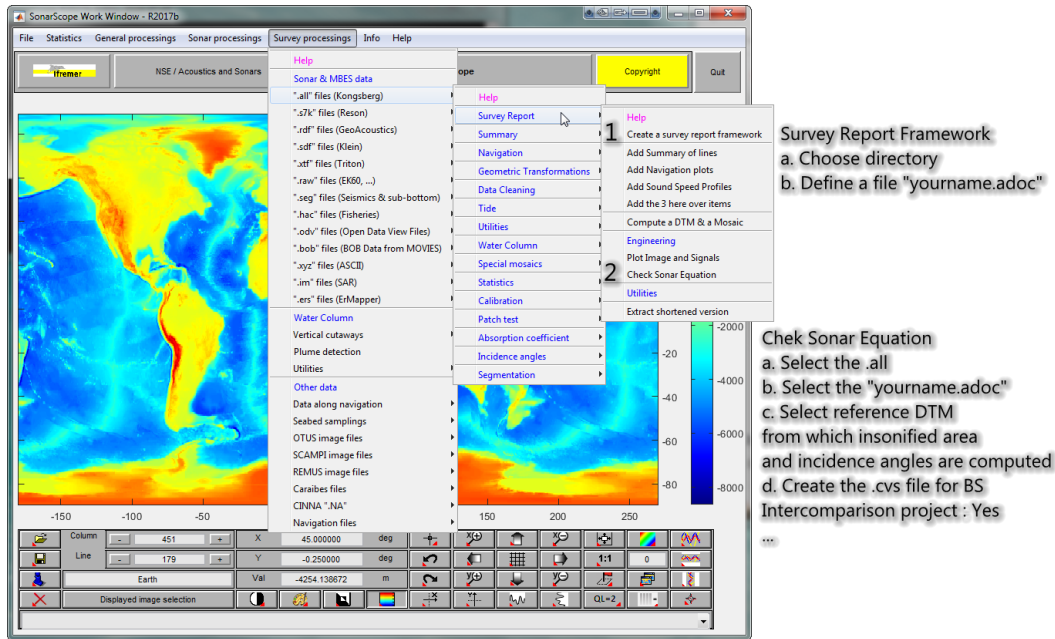 SonarScope Work Window - R2017b
File Statistics General processings Sonar processings Survey processings Info Help
Ifremer
NSE / Acoustics and Sonars
ope
Copyright
Quit
Help
Sonar & MBES data
".all" files (Kongsberg)
".s7k" files (Reson)
".rdf" files (GeoAcoustics)
".sdf" files (Klein)
".xtf" files (Triton)
".raw" files (EK60, ...)
".seg" files (Seismics & sub-bottom)
".hac" files (Fisheries)
".odv" files (Open Data View Files)
".bob" files (BOB Data from MOVIES)
".xyz" files (ASCII)
".im" files (SAR)
".ers" files (ErMapper)
Water Column
Vertical cutaways
Plume detection
Utilities
Other data
Data along navigation
Seabed samplings
OTUS image files
SCAMPI image files
REMUS image files
Caraibes files
CINNA ".NA"
Navigation files
Help
Survey Report
Summary
Navigation
Geometric Transformations
Data Cleaning
Tide
Utilities
Water Column
Special mosaics
Statistics
Calibration
Patch test
Absorption coefficient
Incidence angles
Segmentation
Help
1 Create a survey report framework
Add Summary of lines
Add Navigation plots
Add Sound Speed Profiles
Add the 3 here over items
Compute a DTM & a Mosaic
Engineering
Plot Image and Signals
2 Check Sonar Equation
Utilities
Extract shortened version
Survey Report Framework
a. Choose directory
b. Define a file "yourname.adoc"
Chek Sonar Equation
a. Select the .all
b. Select the "yourname.adoc"
c. Select reference DTM
from which insonified area
and incidence angles are computed
d. Create the .cvs file for BS
Intercomparison project : Yes
...
-2000
-4000
-6000
-8000
-20
-40
-60
-80
-150 -100 -50 150 200 250
Column - 451 + X 45.000000 deg X+ X-
Line - 179 + Y -0.250000 deg 1:1 0
Earth Val -4254.138672 m y+ y-
Displayed image selection QL=2